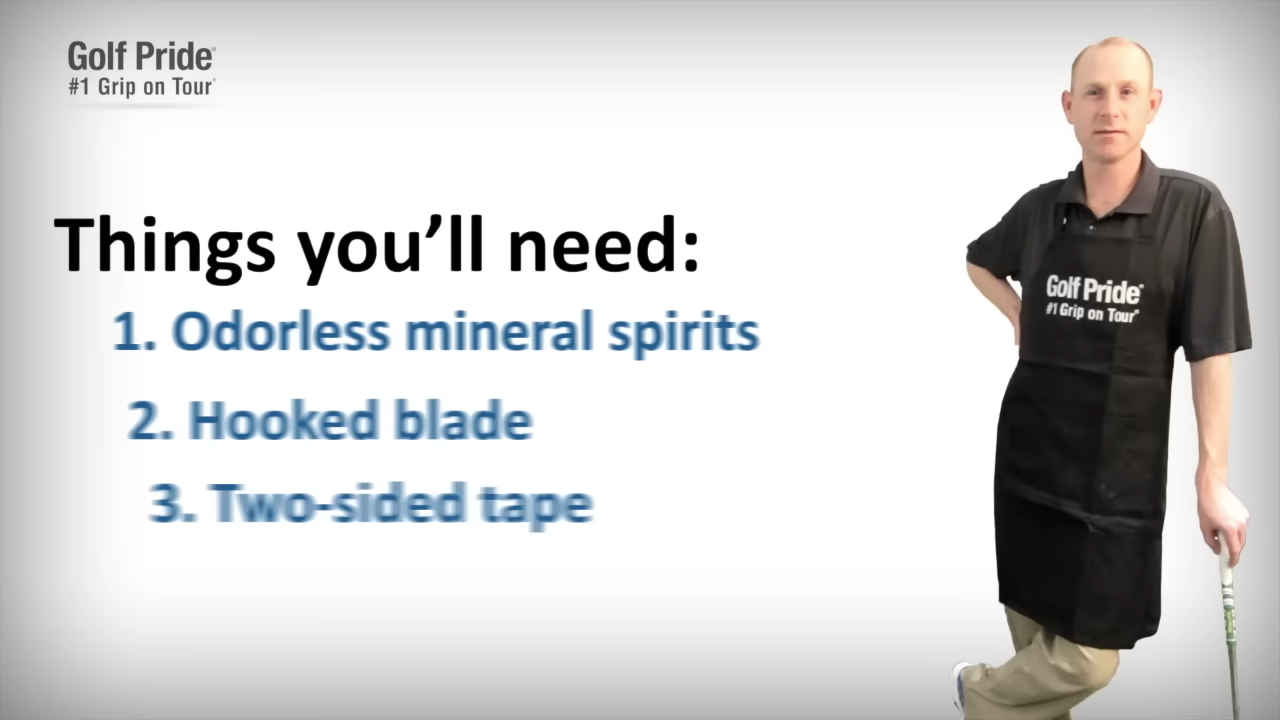 Golf Pride®
#1 Grip on Tour®
Things you’ll need:
1. Odorless mineral spirits
2. Hooked blade
3. Two-sided tape
Golf Pride®
#1 Grip on Tour®